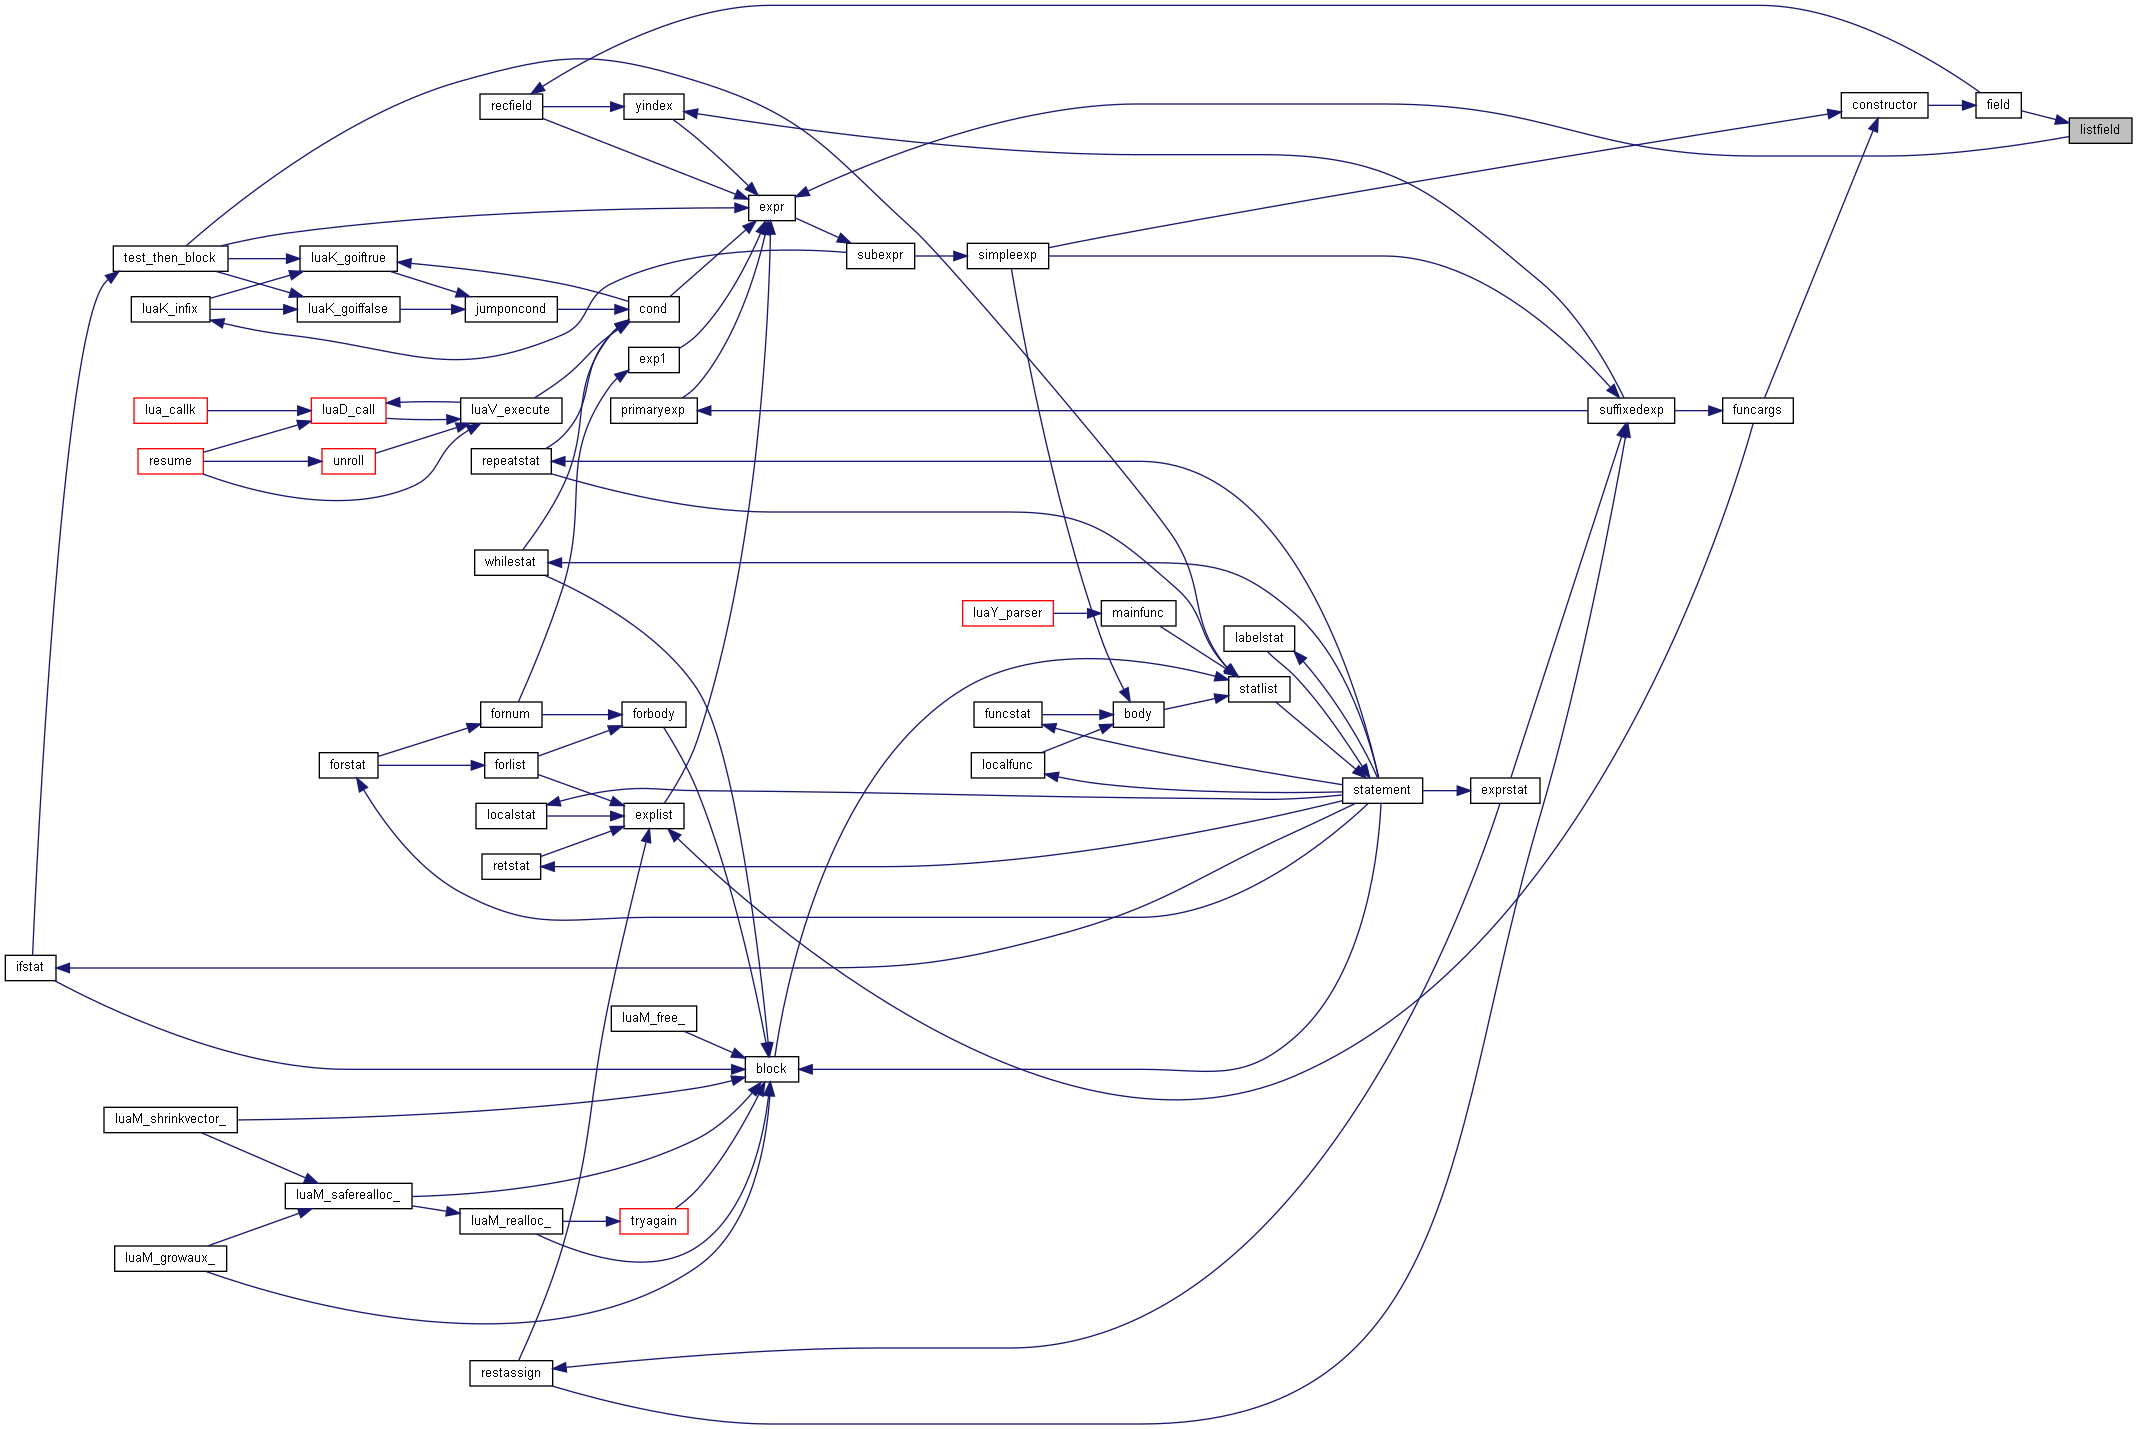 recfield
yindex
constructor
field
listfield
expr
test_then_block
luaK_goiftrue
subexpr
simpleexp
luaK_infix
luaK_goiffalse
jumponcond
cond
exp1
lua_callk
luaD_call
luaV_execute
primaryexp
suffixedexp
funcargs
resume
unroll
repeatstat
whilestat
luaY_parser
mainfunc
labelstat
statlist
fornum
forbody
funcstat
body
forstat
forlist
localfunc
statement
exprstat
localstat
explist
retstat
ifstat
luaM_free_
block
luaM_shrinkvector_
luaM_saferealloc_
luaM_realloc_
tryagain
luaM_growaux_
restassign